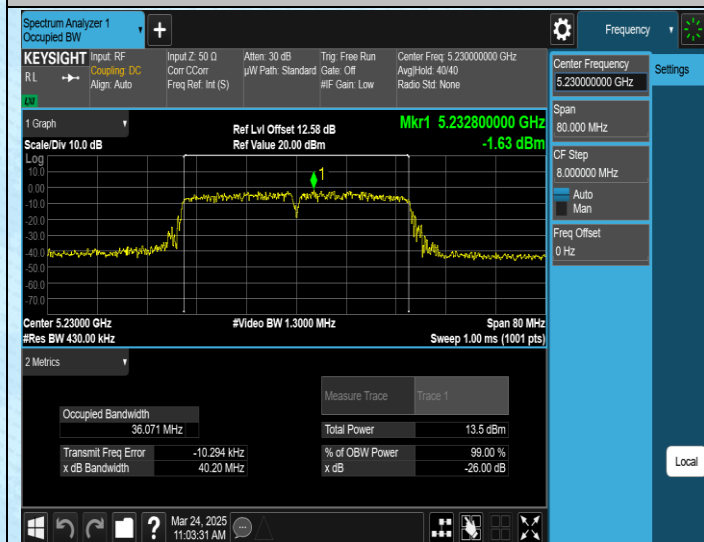 Spectrum Analyzer 1
Occupied BW
+
Frequency
KEYSIGHT
RL
Input: RF
Coupling: DC
Align: Auto
Input Z: 50 Ω
Corr CCorr
Freq Ref: Int (S)
Atten: 30 dB
µW Path: Standard
Trig: Free Run
Gate: Off
#IF Gain: Low
Center Freq: 5.230000000 GHz
Avg|Hold: 40/40
Radio Std: None
LXI
Center Frequency
5.230000000 GHz
Settings
Span
80.000 MHz
CF Step
8.000000 MHz
Auto
Man
Freq Offset
0 Hz
1 Graph
Scale/Div 10.0 dB
Ref Lvl Offset 12.58 dB
Ref Value 20.00 dBm
Mkr1 5.232800000 GHz
-1.63 dBm
Log
10.0
0.00
-10.0
-20.0
-30.0
-40.0
-50.0
-60.0
-70.0
1
Center 5.23000 GHz
#Res BW 430.00 kHz
#Video BW 1.3000 MHz
Span 80 MHz
Sweep 1.00 ms (1001 pts)
2 Metrics
Measure Trace Trace 1
Occupied Bandwidth
36.071 MHz
Total Power 13.5 dBm
Transmit Freq Error -10.294 kHz
% of OBW Power 99.00 %
x dB Bandwidth 40.20 MHz
x dB -26.00 dB
Local
?
Mar 24, 2025
11:03:31 AM